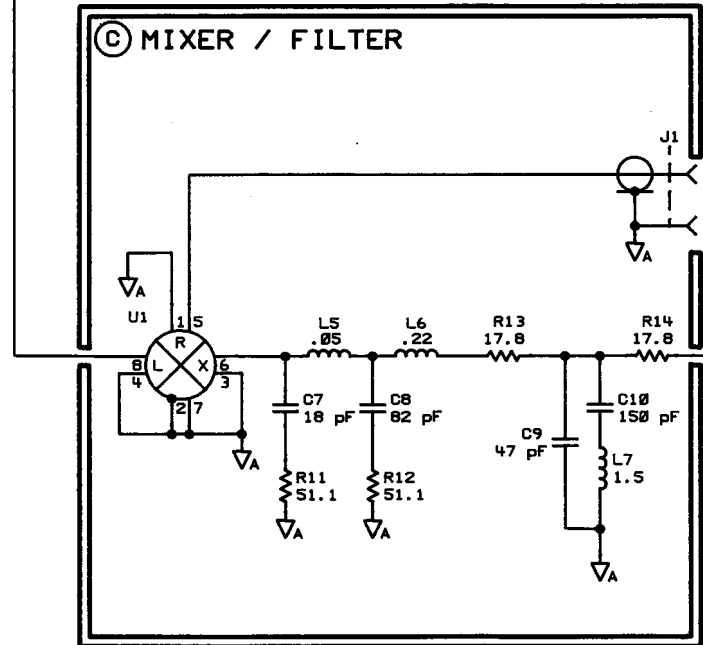 C MIXER / FILTER
J1
A
A
U1
1 5
R
8 L X 6
4 3
2 7
A
L5
.05
L6
.22
R13
17.8
R14
17.8
C7
18 pF
C8
82 pF
C9
47 pF
C10
150 pF
L7
1.5
R11
51.1
R12
51.1
A
A
A